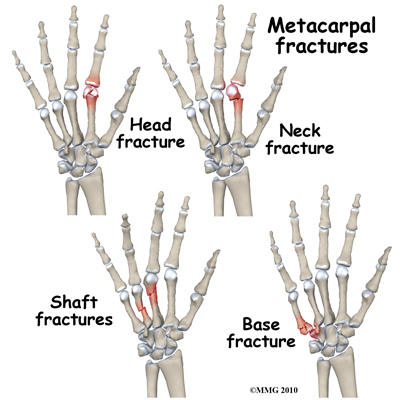 Metacarpal
fractures
Head
fracture
Neck
fracture
Shaft
fractures
Base
fracture
©MMG 2010